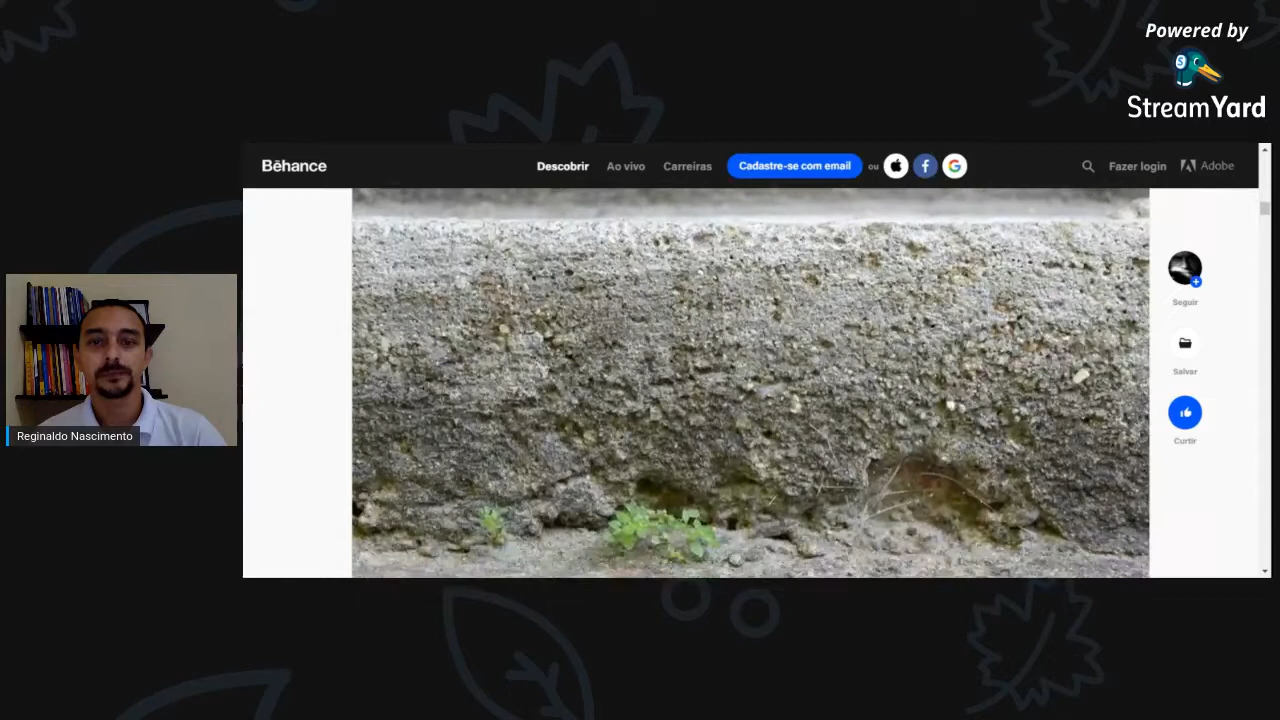 Powered by
StreamYard
Bēhance
Descobrir
Ao vivo
Carreiras
Cadastre-se com email
ou
Fazer login
Adobe
Seguir
Salvar
Curtir
Reginaldo Nascimento